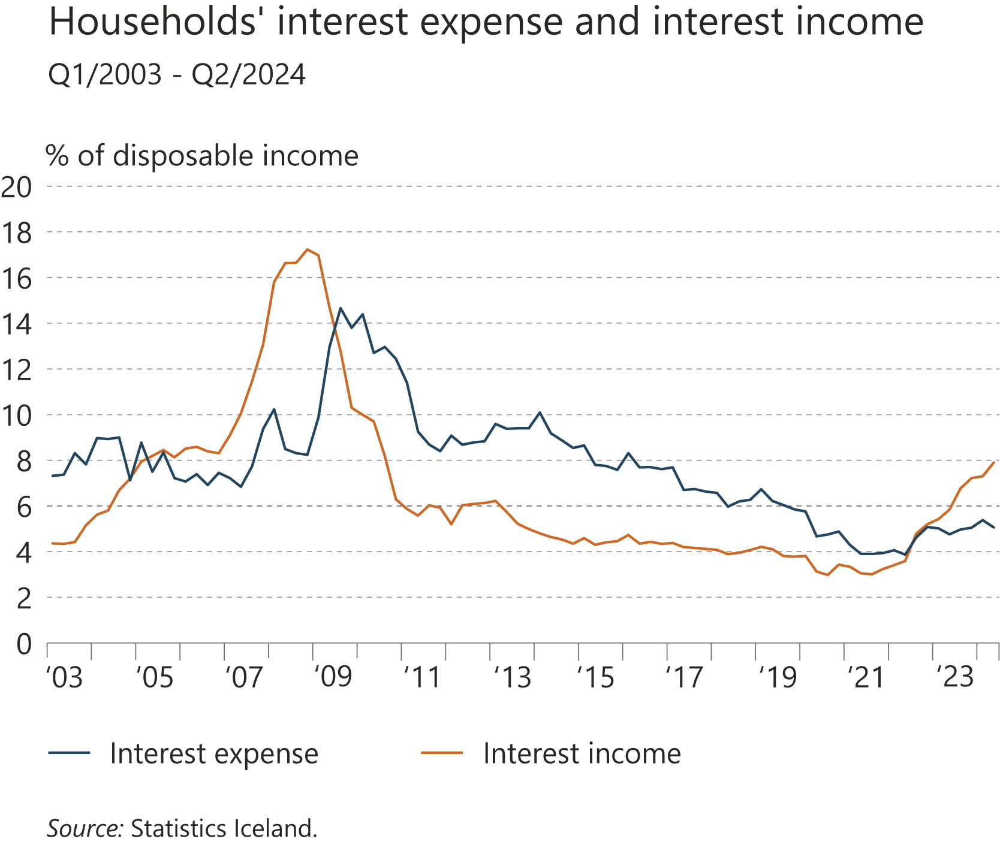 Households' interest expense and interest income
Q1/2003 - Q2/2024
% of disposable income
20
18
16
14
12
10
8
6
4
2
0
‘03 ‘05 ‘07 ‘09 ‘11 ‘13 ‘15 ‘17 ‘19 ‘21 ‘23
Interest expense Interest income
Source: Statistics Iceland.